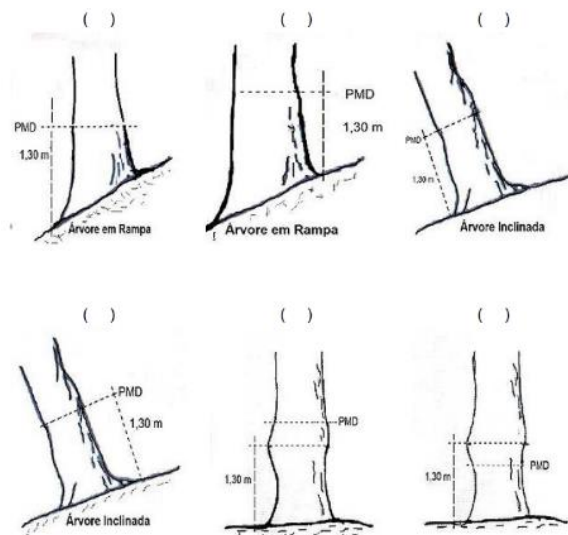 ( ) ( ) ( )
PMD
1,30 m
Árvore em Rampa
PMD
1,30 m
Árvore em Rampa
PMD
1,30 m
Árvore Inclinada
( ) ( ) ( )
PMD
1,30 m
Árvore Inclinada
PMD
1,30 m
1,30 m
PMD